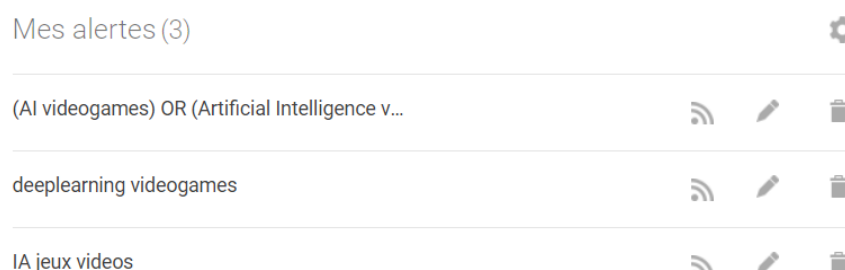 Mes alertes (3)
(AI videogames) OR (Artificial Intelligence v...
deeplearning videogames
IA jeux videos